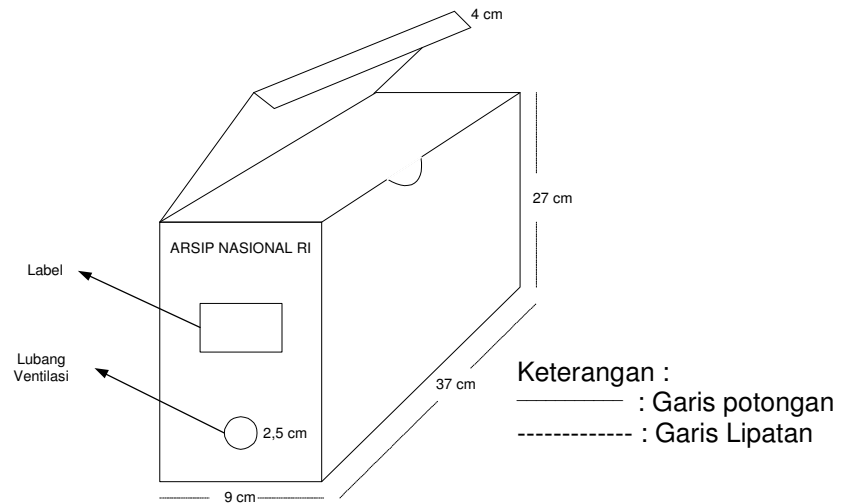 4 cm
ARSIP NASIONAL RI
27 cm
Label
Lubang
Ventilasi
37 cm
2,5 cm
9 cm
Keterangan :
: Garis potongan
: Garis Lipatan